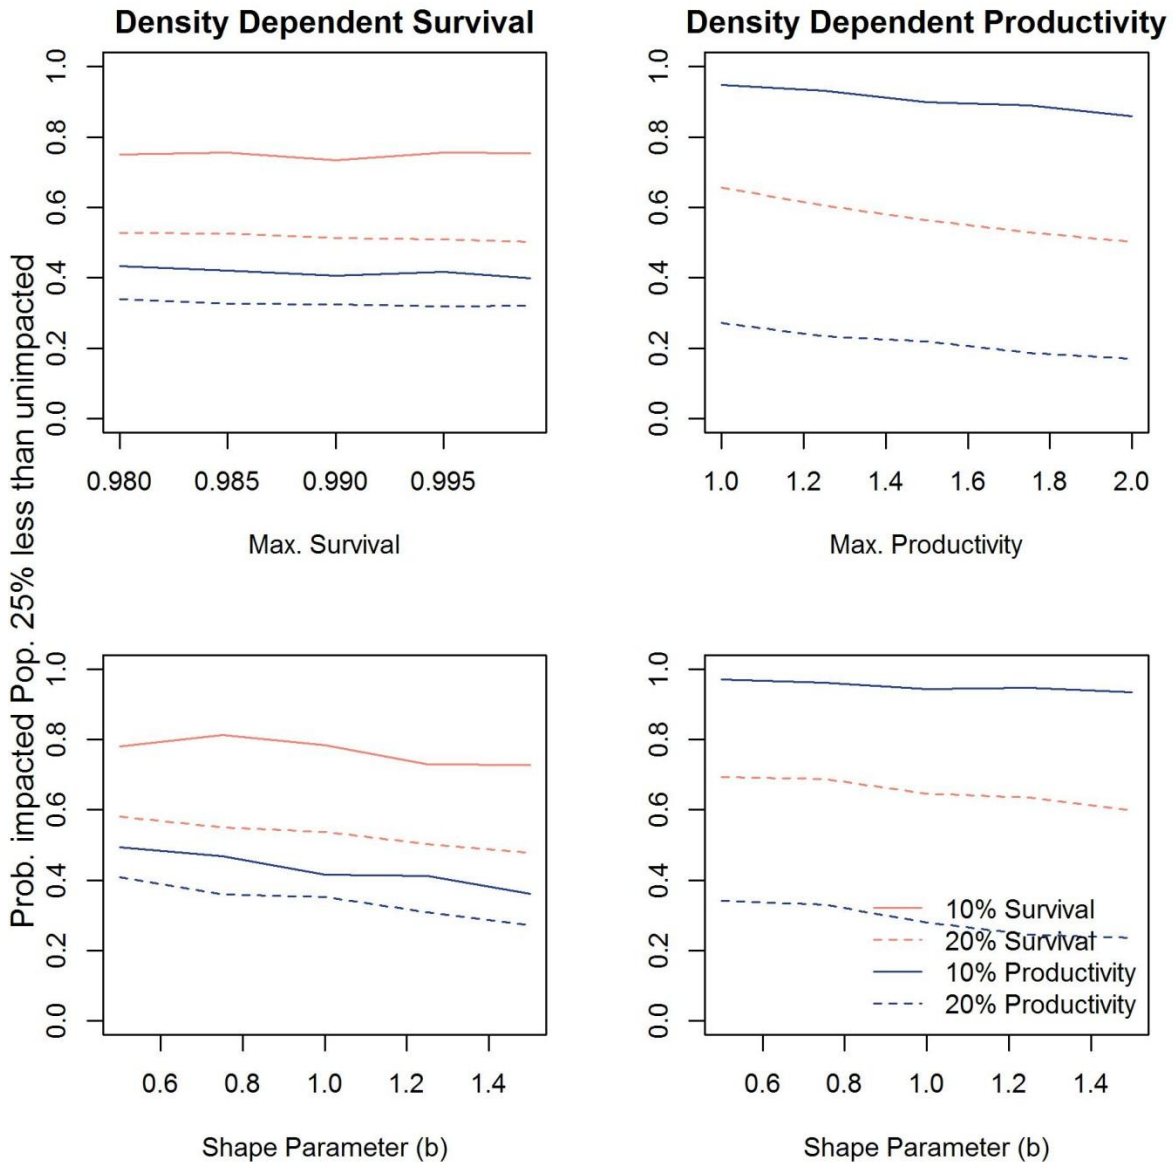 Density Dependent Survival
Density Dependent Productivity
Prob. impacted Pop. 25% less than unimpacted
1.0
0.8
0.6
0.4
0.2
0.0
0.980 0.985 0.990 0.995
Max. Survival
1.0
0.8
0.6
0.4
0.2
0.0
1.0 1.2 1.4 1.6 1.8 2.0
Max. Productivity
1.0
0.8
0.6
0.4
0.2
0.0
0.6 0.8 1.0 1.2 1.4
Shape Parameter (b)
1.0
0.8
0.6
0.4
0.2
0.0
10% Survival
20% Survival
10% Productivity
20% Productivity
0.6 0.8 1.0 1.2 1.4
Shape Parameter (b)